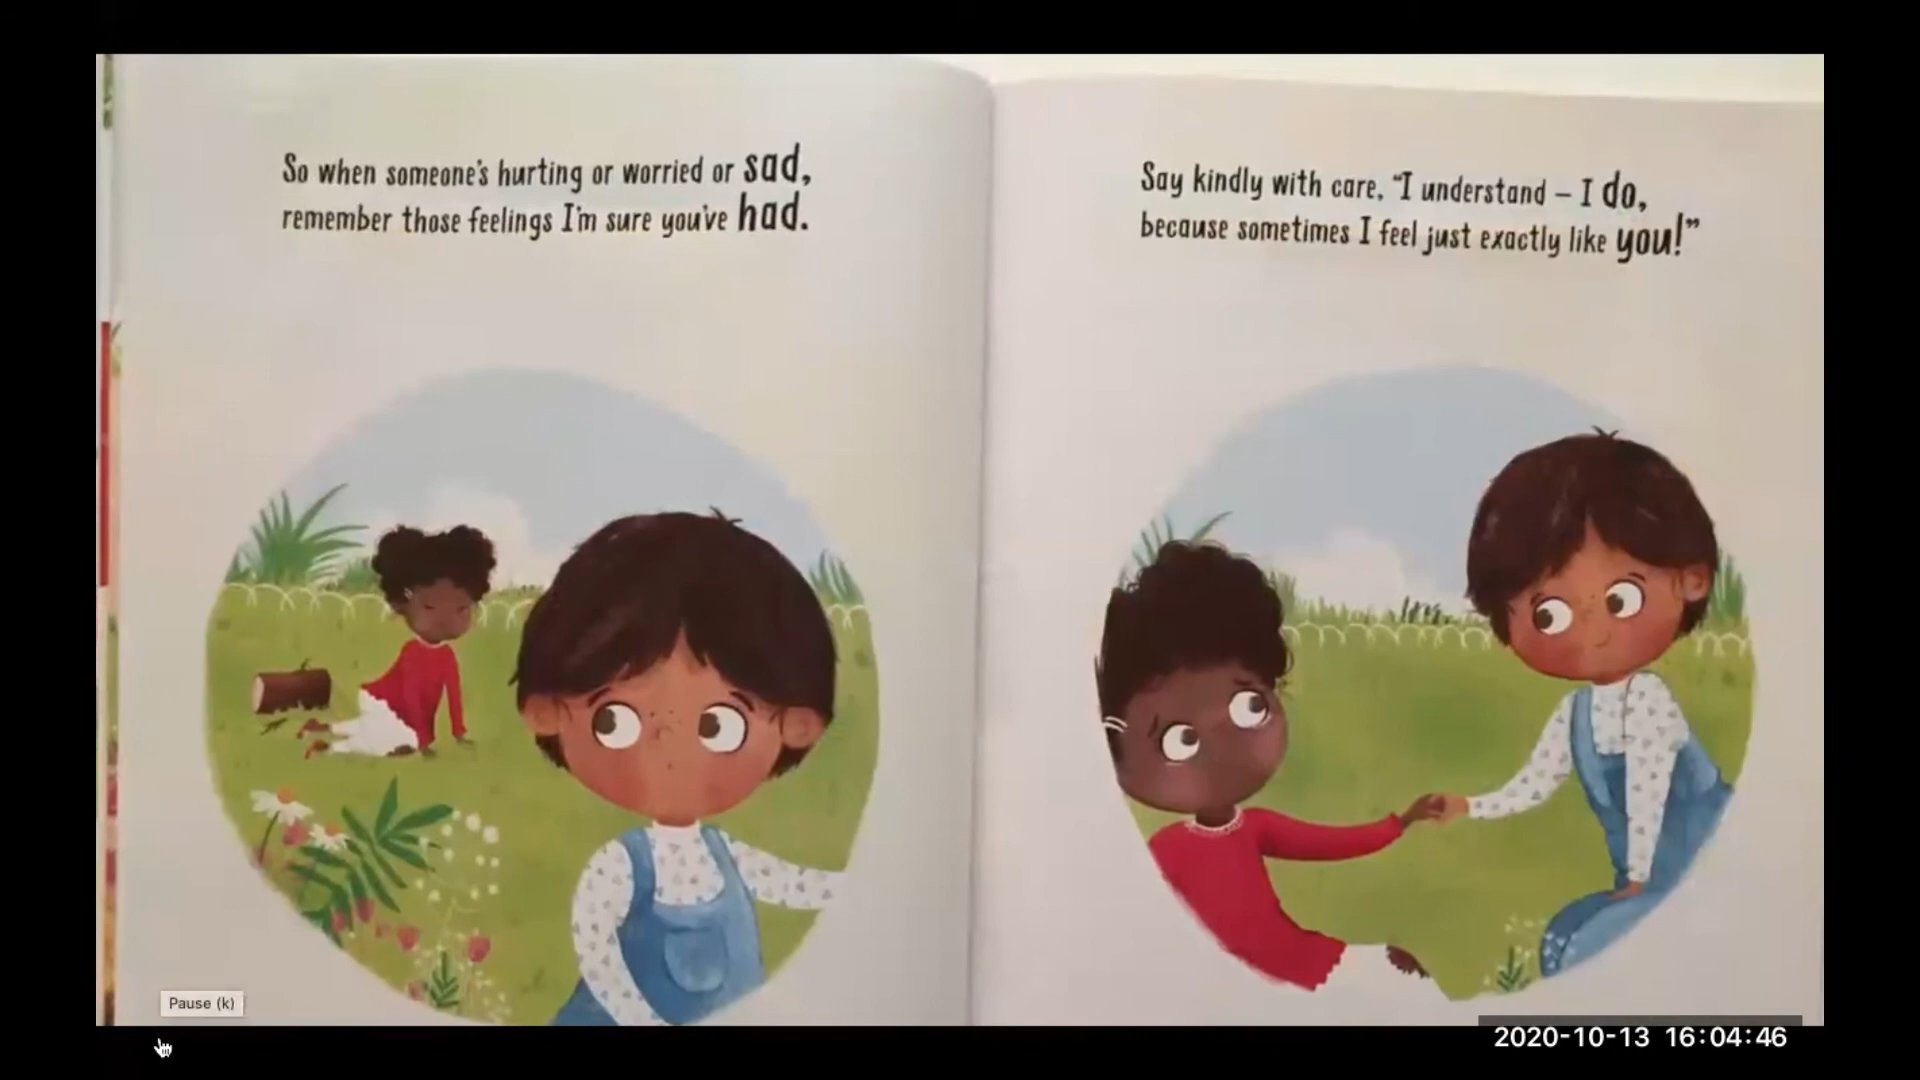 So when someone's hurting or worried or sad,
remember those feelings I'm sure you've had.
Say kindly with care, “I understand – I do,
because sometimes I feel just exactly like you!”
Pause (k)
2020-10-13 16:04:46